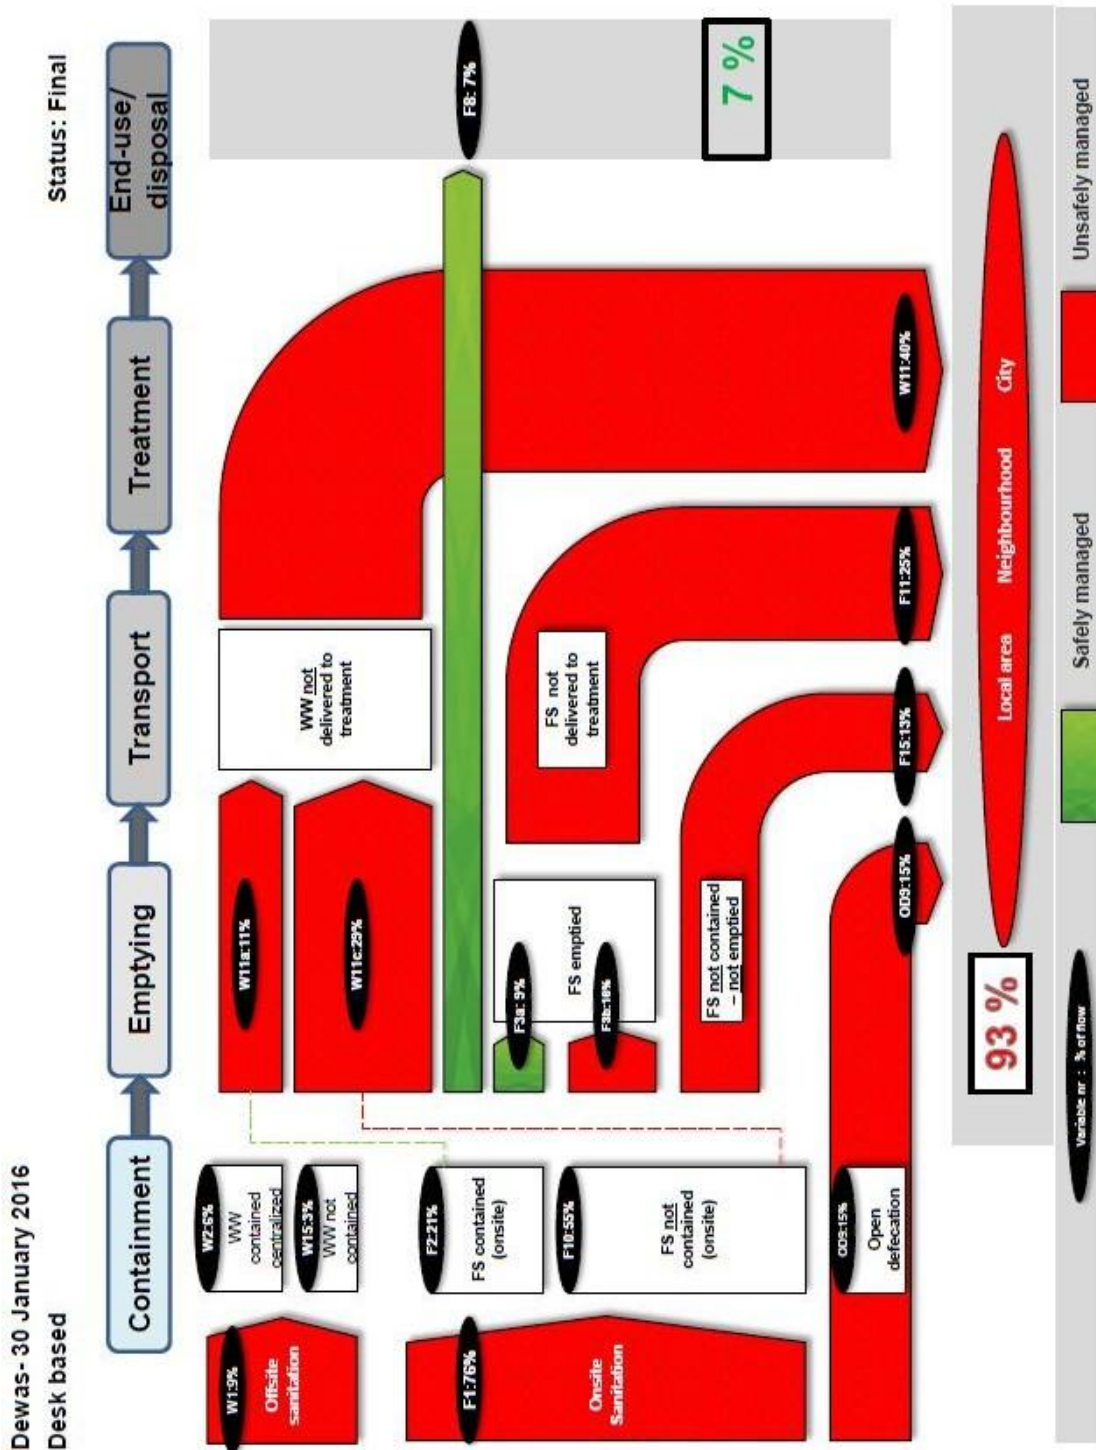 Dewas- 30 January 2016
Status: Final
Desk based
Containment
Emptying
Transport
Treatment
End-use/
disposal
W1:9%
Offsite
sanitation
W2:6%
WW
contained
centralized
W15:3%
WW not
contained
W11a:11%
W11c:29%
WW not
delivered to
treatment
F1:76%
Onsite
Sanitation
F2:21%
FS contained
(onsite)
F10:55%
FS not
contained
(onsite)
F8: 7%
F3a: 9%
F3b:16%
FS emptied
FS not
delivered to
treatment
FS not contained
– not emptied
OD9:15%
Open
defecation
OD9:15%
F15:13%
F11:25%
W11:40%
7 %
93 %
Local area Neighbourhood City
Variable nr : % of flow
Safely managed
Unsafely managed